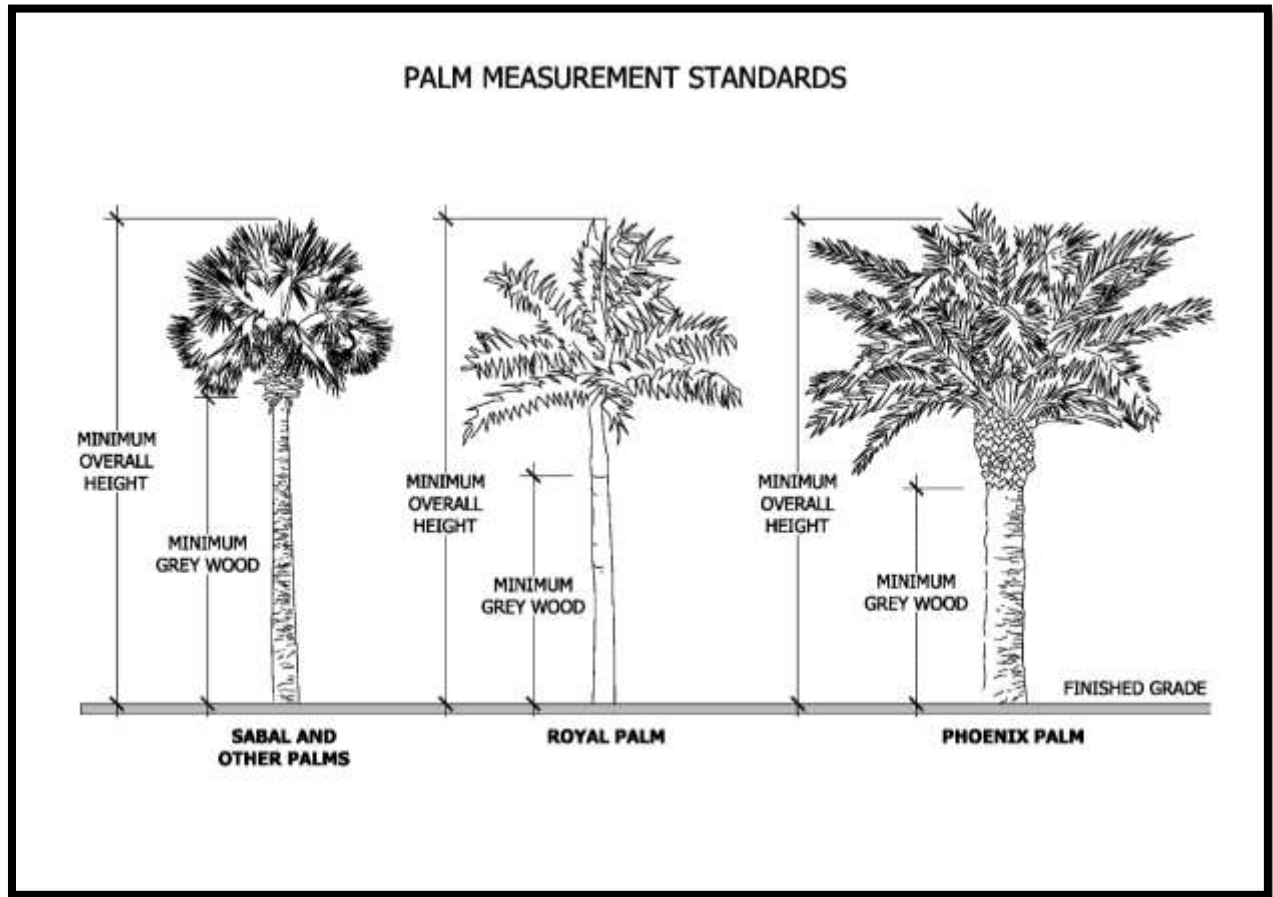 PALM MEASUREMENT STANDARDS
MINIMUM
OVERALL
HEIGHT
MINIMUM
GREY WOOD
MINIMUM
OVERALL
HEIGHT
MINIMUM
GREY WOOD
MINIMUM
OVERALL
HEIGHT
MINIMUM
GREY WOOD
FINISHED GRADE
SABAL AND
OTHER PALMS
ROYAL PALM
PHOENIX PALM